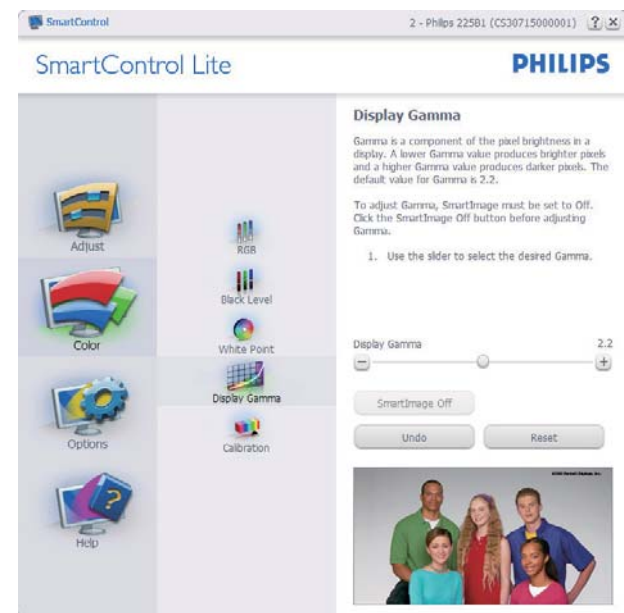 SmartControl
2 - Philips 225B1 (CS30715000001)
? X
SmartControl Lite
PHILIPS
Adjust
Color
Options
Help
RGB
Black Level
White Point
Display Gamma
Calibration
Display Gamma
Gamma is a component of the pixel brightness in a
display. A lower Gamma value produces brighter pixels
and a higher Gamma value produces darker pixels. The
default value for Gamma is 2.2.
To adjust Gamma, SmartImage must be set to Off.
Click the SmartImage Off button before adjusting
Gamma.
1. Use the slider to select the desired Gamma.
Display Gamma 2.2
− +
SmartImage Off
Undo Reset